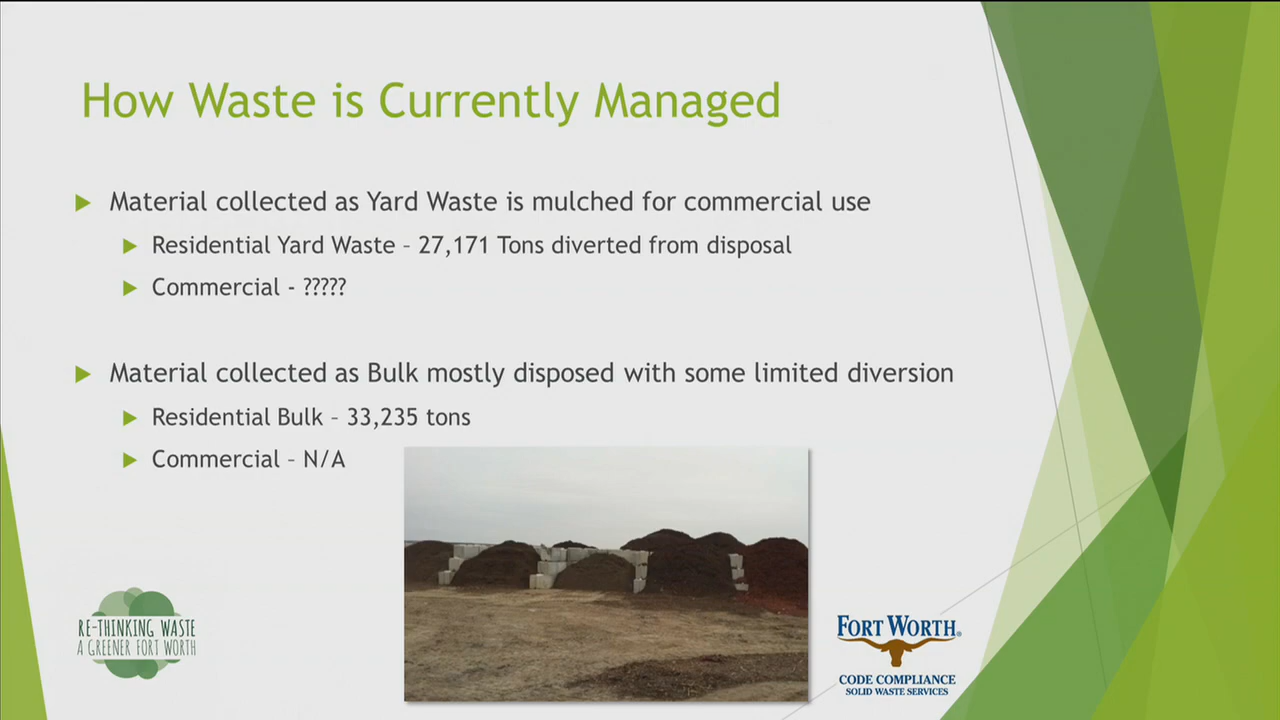 How Waste is Currently Managed
Material collected as Yard Waste is mulched for commercial use
Residential Yard Waste – 27,171 Tons diverted from disposal
Commercial - ?????
Material collected as Bulk mostly disposed with some limited diversion
Residential Bulk – 33,235 tons
Commercial – N/A
RE-THINKING WASTE
A GREENER FORT WORTH
FORT WORTH®
CODE COMPLIANCE
SOLID WASTE SERVICES